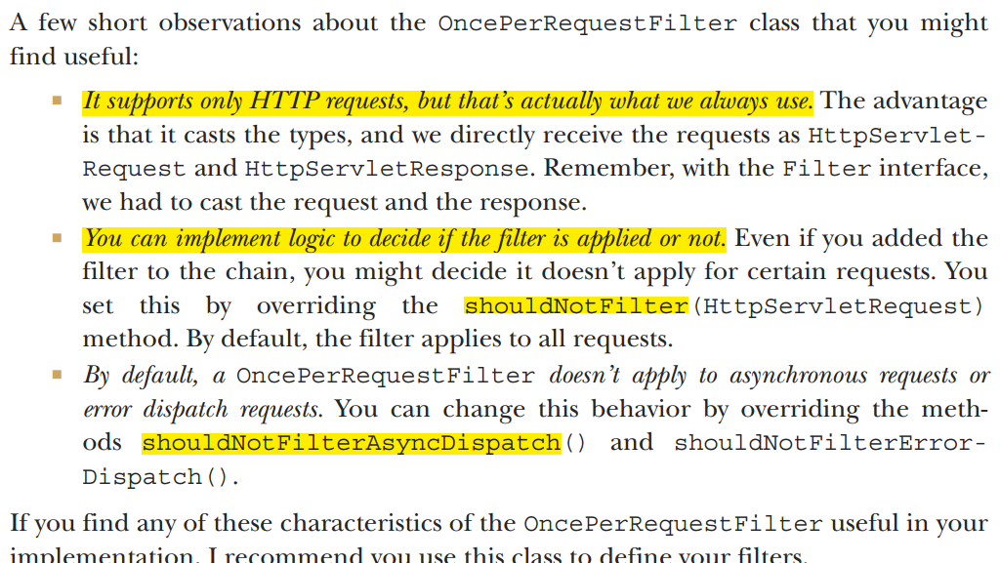 A few short observations about the OncePerRequestFilter class that you might
find useful:
▪ It supports only HTTP requests, but that’s actually what we always use. The advantage
is that it casts the types, and we directly receive the requests as HttpServlet-
Request and HttpServletResponse. Remember, with the Filter interface,
we had to cast the request and the response.
▪ You can implement logic to decide if the filter is applied or not. Even if you added the
filter to the chain, you might decide it doesn’t apply for certain requests. You
set this by overriding the shouldNotFilter(HttpServletRequest)
method. By default, the filter applies to all requests.
▪ By default, a OncePerRequestFilter doesn’t apply to asynchronous requests or
error dispatch requests. You can change this behavior by overriding the meth-
ods shouldNotFilterAsyncDispatch() and shouldNotFilterError-
Dispatch().
If you find any of these characteristics of the OncePerRequestFilter useful in your
implementation, I recommend you use this class to define your filters.